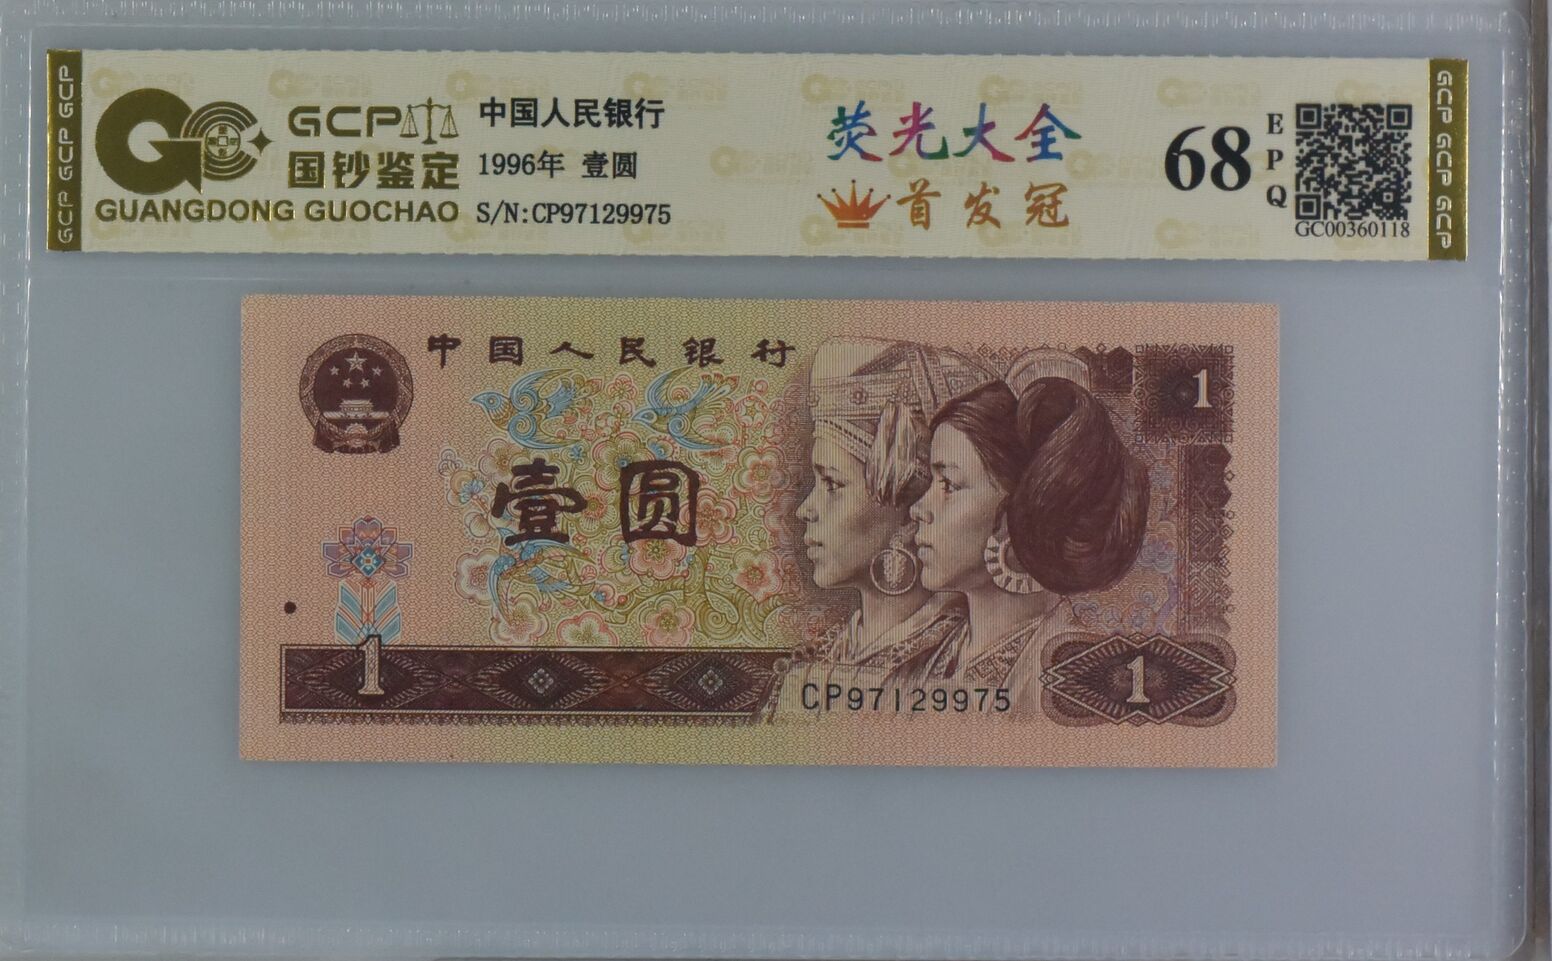 GCP
国钞鉴定
GUANGDONG GUOCHAO
中国人民银行
1996年 壹圆
S/N:CP97129975
荧光大全
首发冠
68
EPQ
GC00360118
GCP GCP GCP
GCP GCP GCP
中国人民银行
1
壹圆
1
CP97129975
1